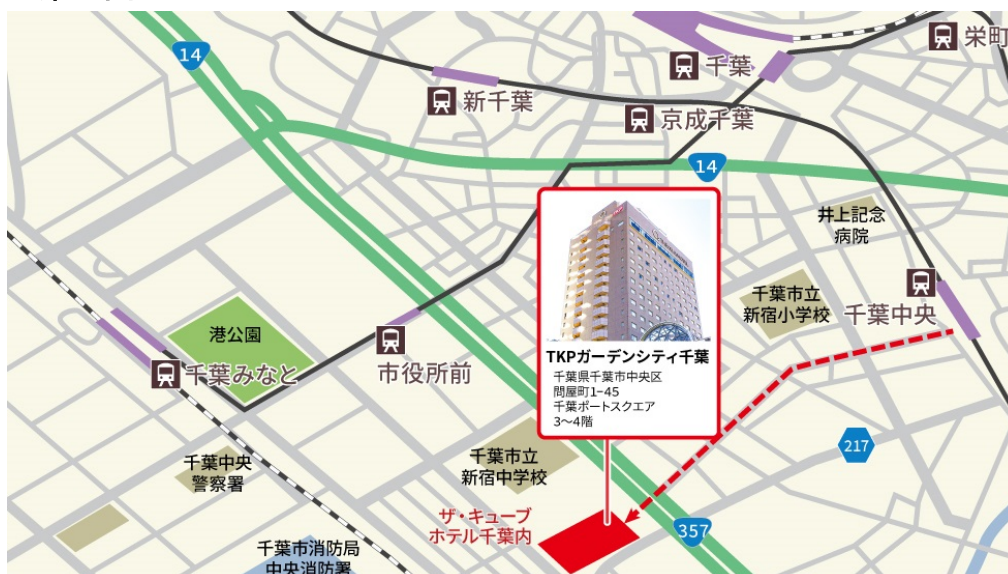 14
新千葉
千葉
京成千葉
栄町
14
井上記念
病院
千葉市立
新宿小学校
千葉中央
港公園
千葉みなと
市役所前
TKPガーデンシティ千葉
千葉県千葉市中央区
問屋町1-45
千葉ポートスクエア
3〜4階
217
千葉中央
警察署
千葉市立
新宿中学校
ザ・キューブ
ホテル千葉内
357
千葉市消防局
中央消防署